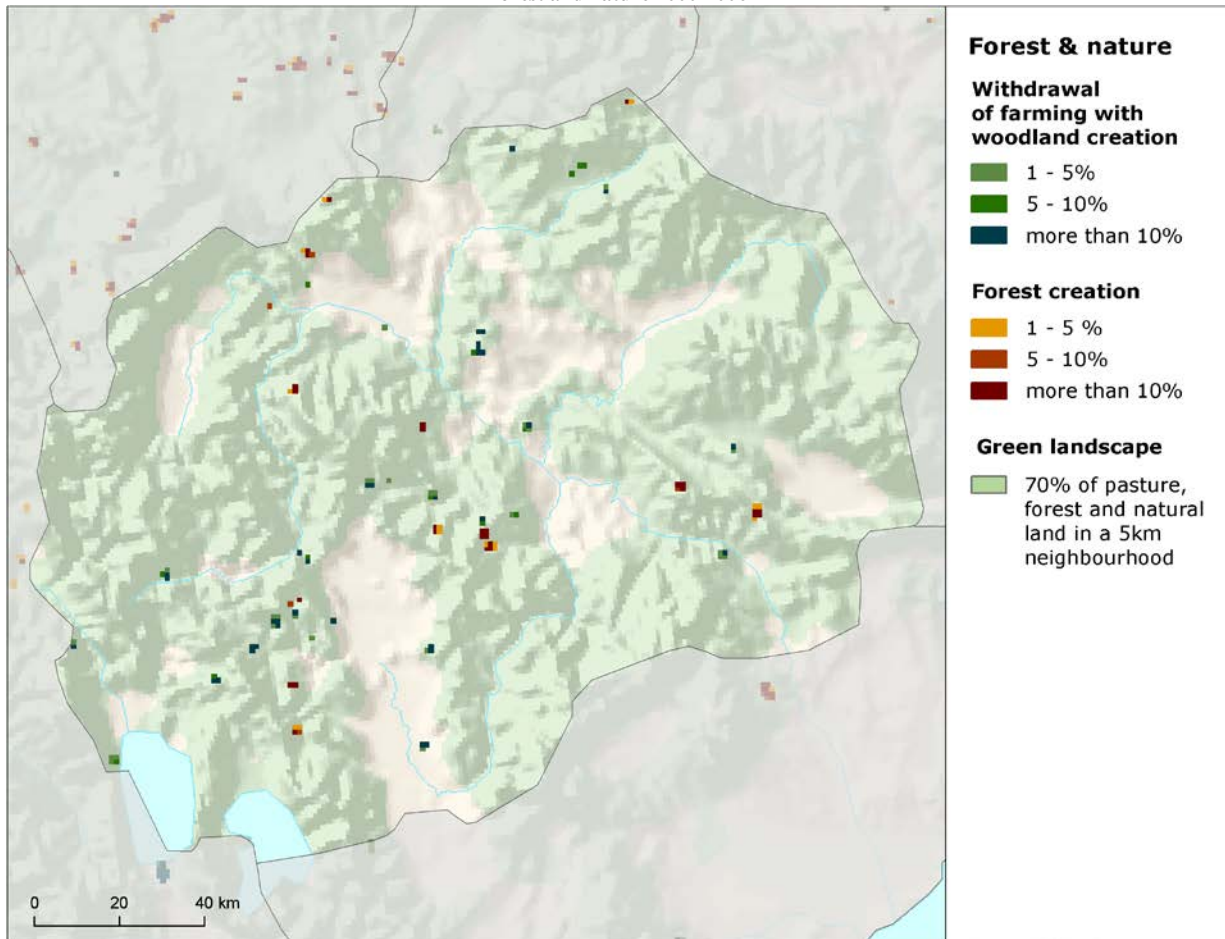 Forest & nature
Withdrawal
of farming with
woodland creation
1 - 5%
5 - 10%
more than 10%
Forest creation
1 - 5 %
5 - 10%
more than 10%
Green landscape
70% of pasture,
forest and natural
land in a 5km
neighbourhood
0 20 40 km